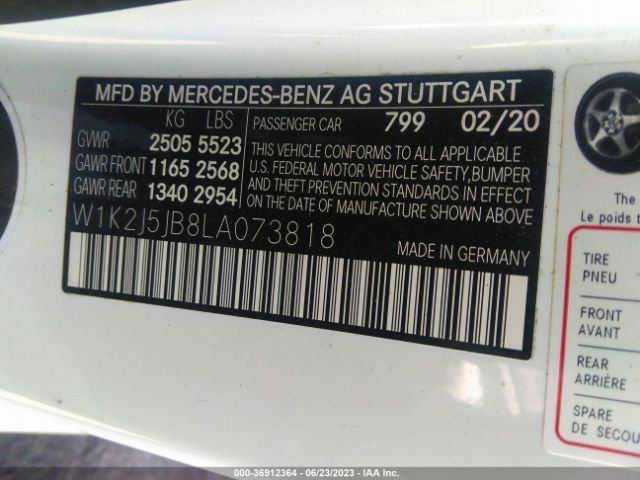 MFD BY MERCEDES-BENZ AG STUTTGART
KG LBS
GVWR 2505 5523
GAWR FRONT 1165 2568
GAWR REAR 1340 2954
PASSENGER CAR 799 02/20
THIS VEHICLE CONFORMS TO ALL APPLICABLE
U.S. FEDERAL MOTOR VEHICLE SAFETY,BUMPER
AND THEFT PREVENTION STANDARDS IN EFFECT
ON THE DATE OF MANUFACTURE SHOWN ABOVE.
W1K2J5JB8LA073818
MADE IN GERMANY
The
Le poids t
TIRE
PNEU
FRONT
AVANT
REAR
ARRIÈRE
SPARE
DE SECOU
000-36912364 / 06/23/2023 / IAA Inc.